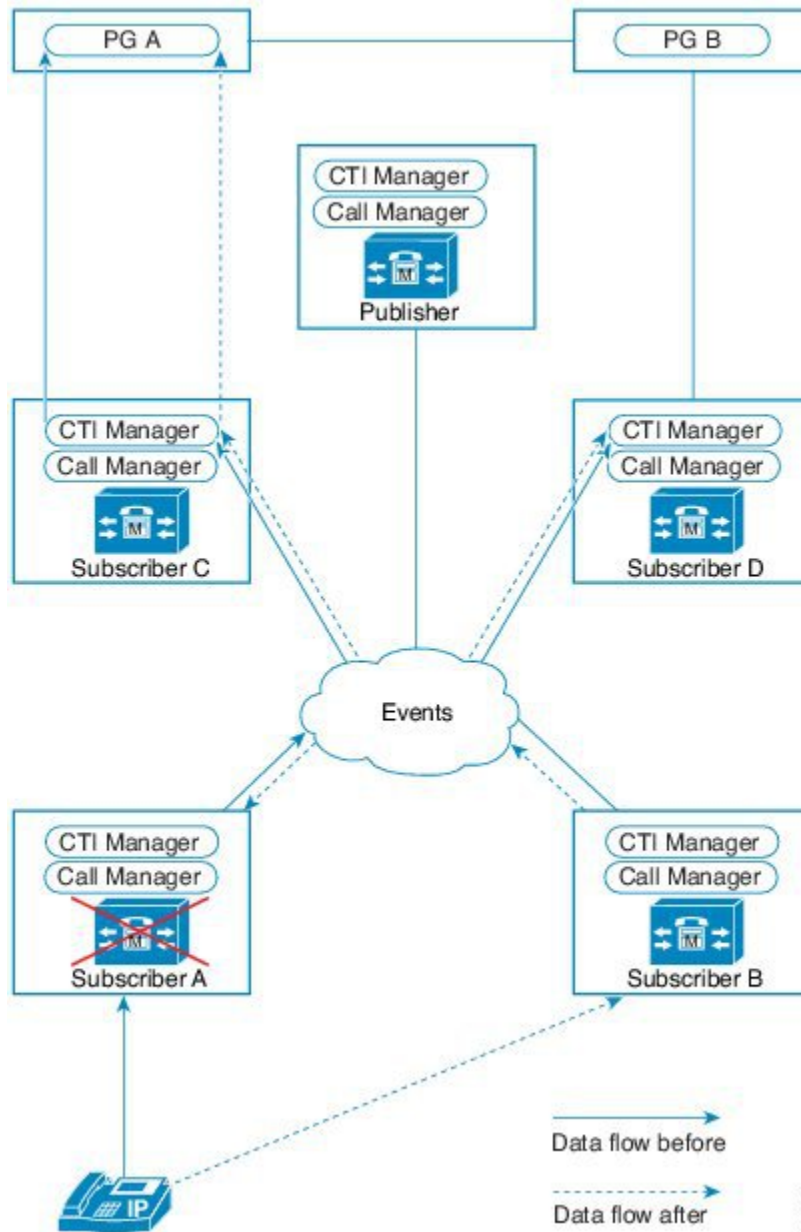 PG A
PG B
CTI Manager
Call Manager
M
Publisher
CTI Manager
Call Manager
M
Subscriber C
CTI Manager
Call Manager
M
Subscriber D
Events
CTI Manager
Call Manager
M
Subscriber A
CTI Manager
Call Manager
M
Subscriber B
IP
Data flow before
Data flow after